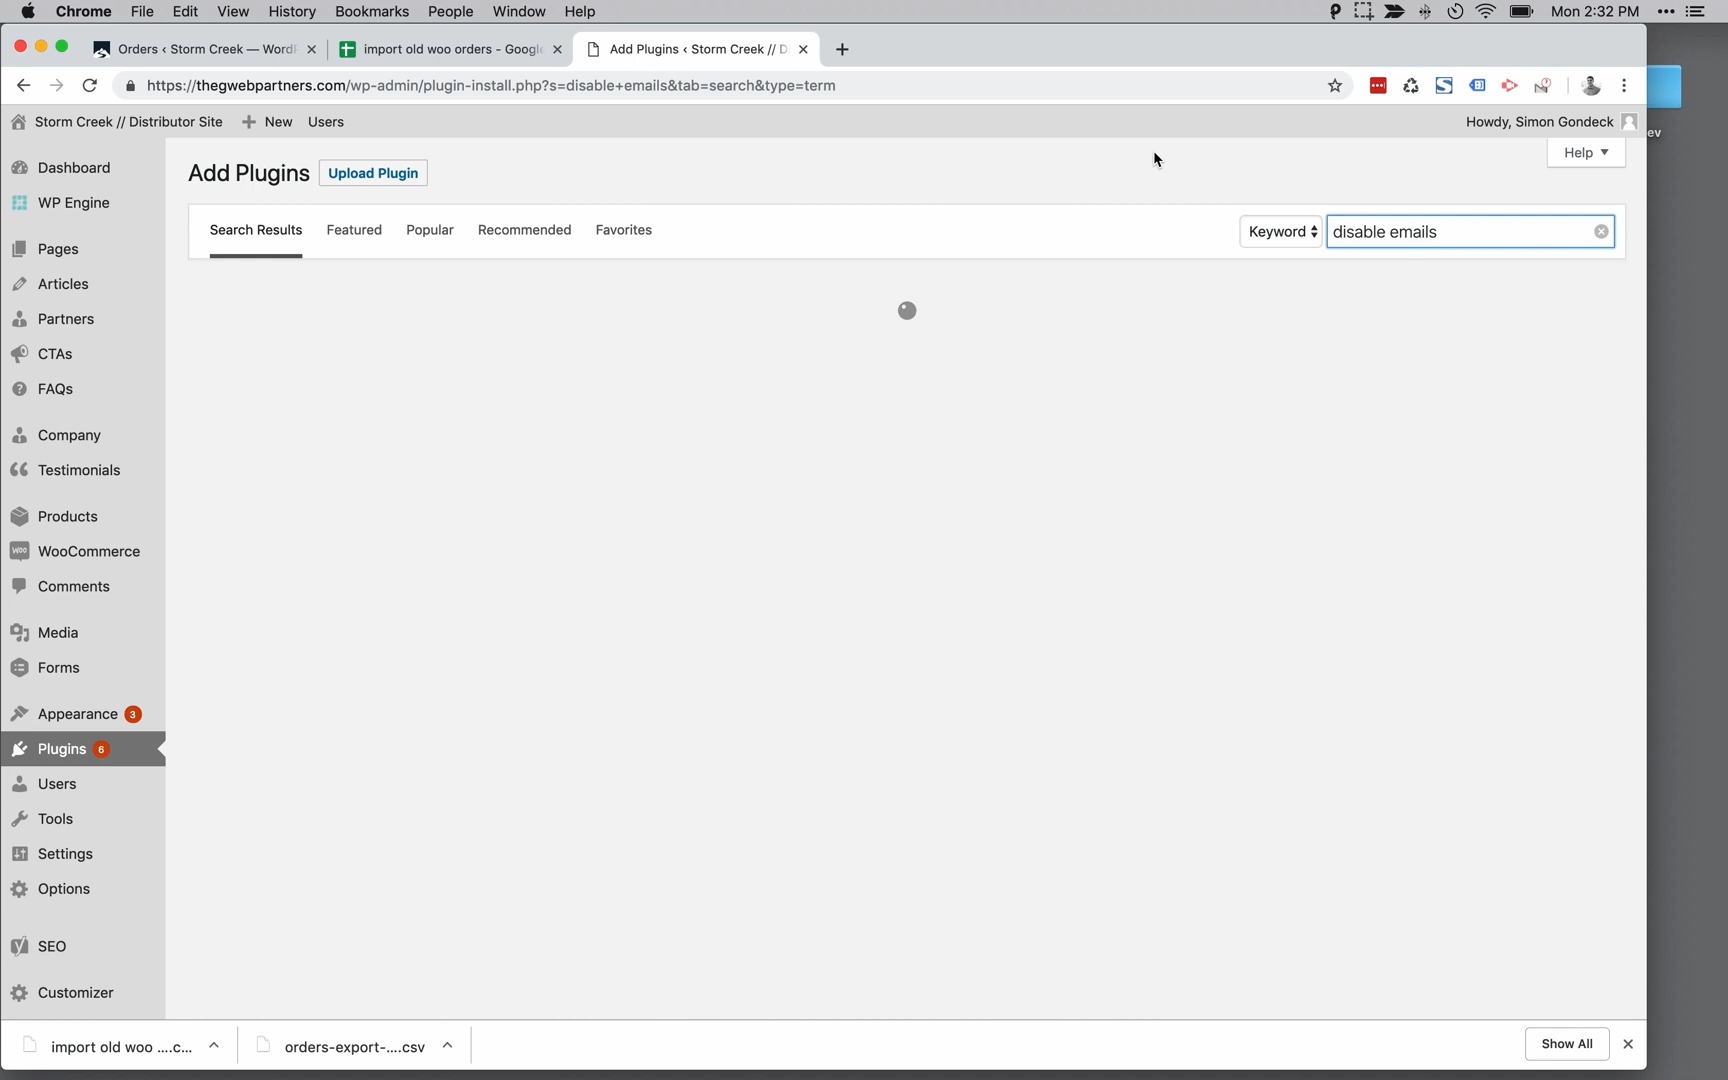 Chrome File Edit View History Bookmarks People Window Help Mon 2:32 PM
Orders ‹ Storm Creek — WordP
import old woo orders - Google
Add Plugins ‹ Storm Creek // D
https://thegwebpartners.com/wp-admin/plugin-install.php?s=disable+emails&tab=search&type=term
Storm Creek // Distributor Site New Users Howdy, Simon Gondeck
ev
Help
Dashboard
WP Engine
Pages
Articles
Partners
CTAs
FAQs
Company
Testimonials
Products
WOO WooCommerce
Comments
Media
Forms
Appearance 3
Plugins 6
Users
Tools
Settings
Options
SEO
Customizer
Add Plugins Upload Plugin
Search Results Featured Popular Recommended Favorites Keyword disable emails
import old woo ....c... orders-export-....csv Show All